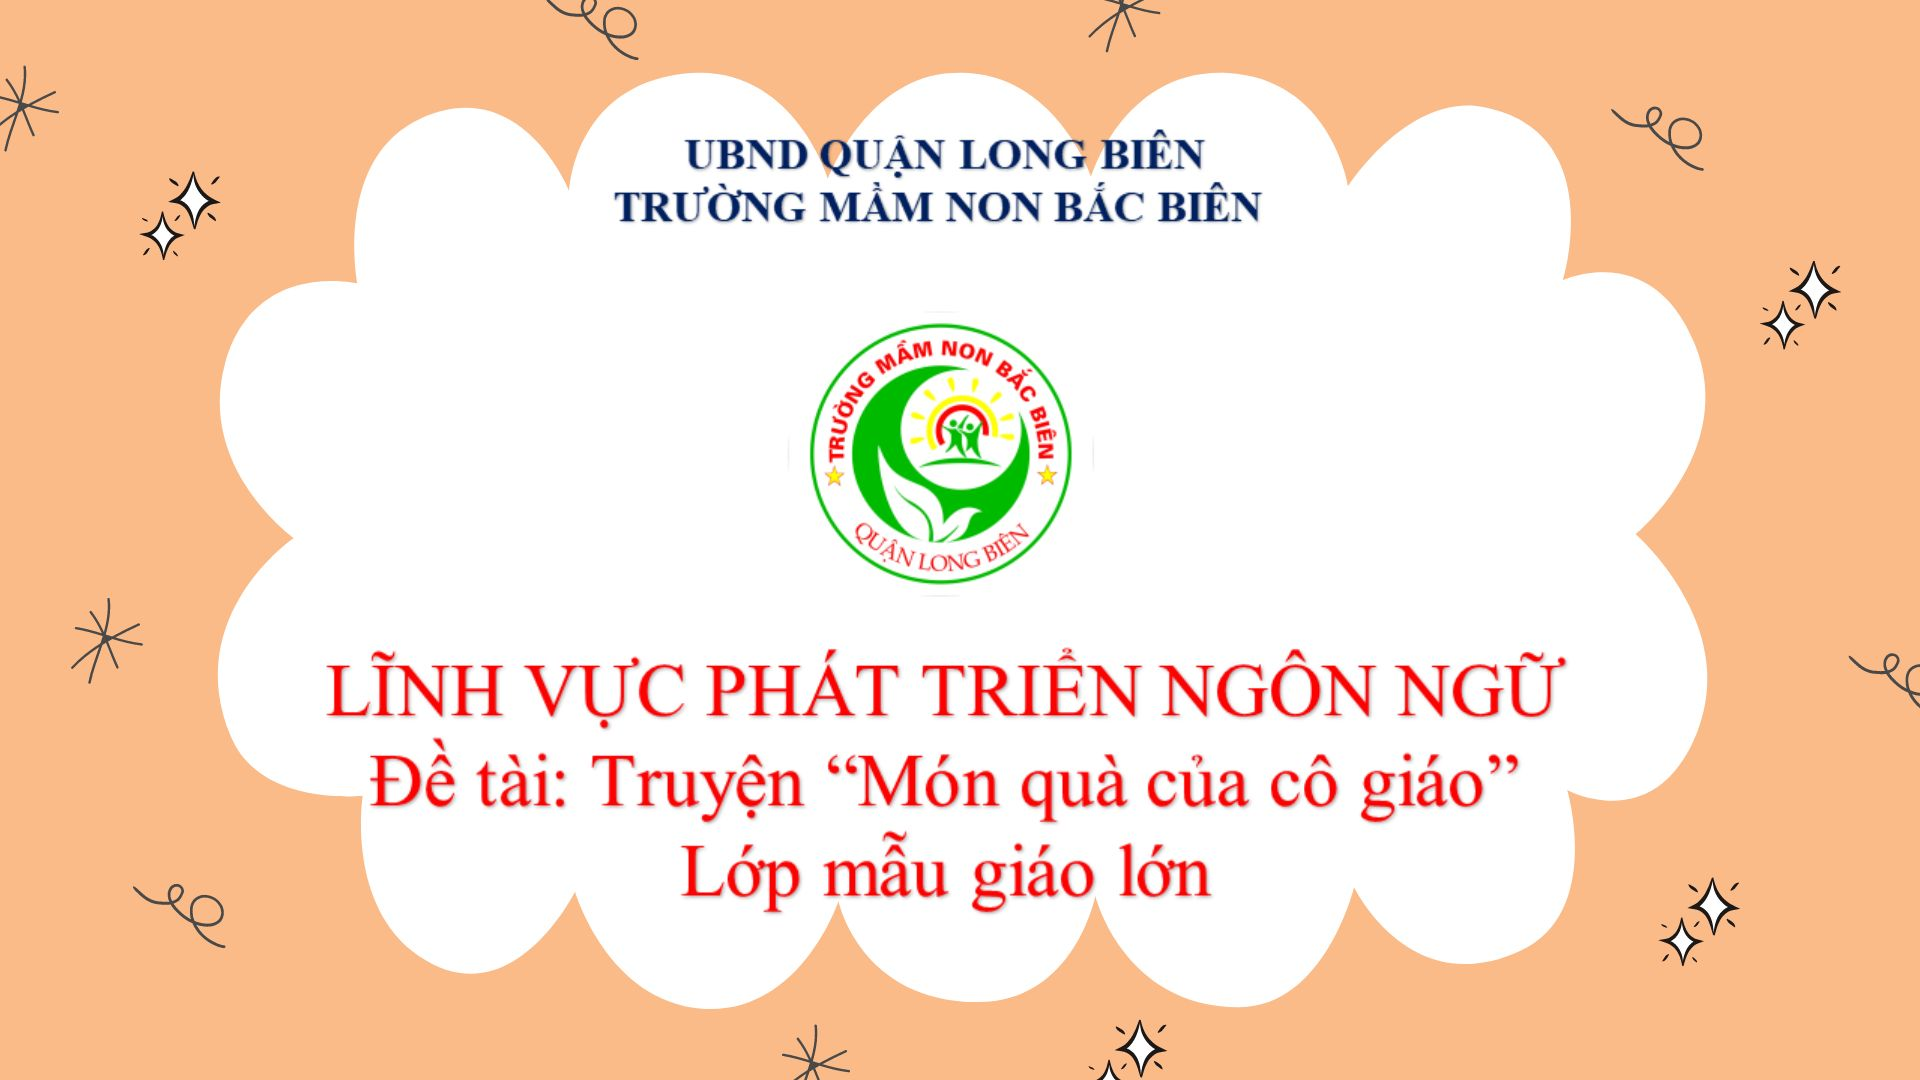 UBND QUẬN LONG BIÊN
TRƯỜNG MẦM NON BẮC BIÊN
TRƯỜNG MẦM NON BẮC BIÊN
QUẬN LONG BIÊN
LĨNH VỰC PHÁT TRIỂN NGÔN NGỮ
Đề tài: Truyện “Món quà của cô giáo”
Lớp mẫu giáo lớn